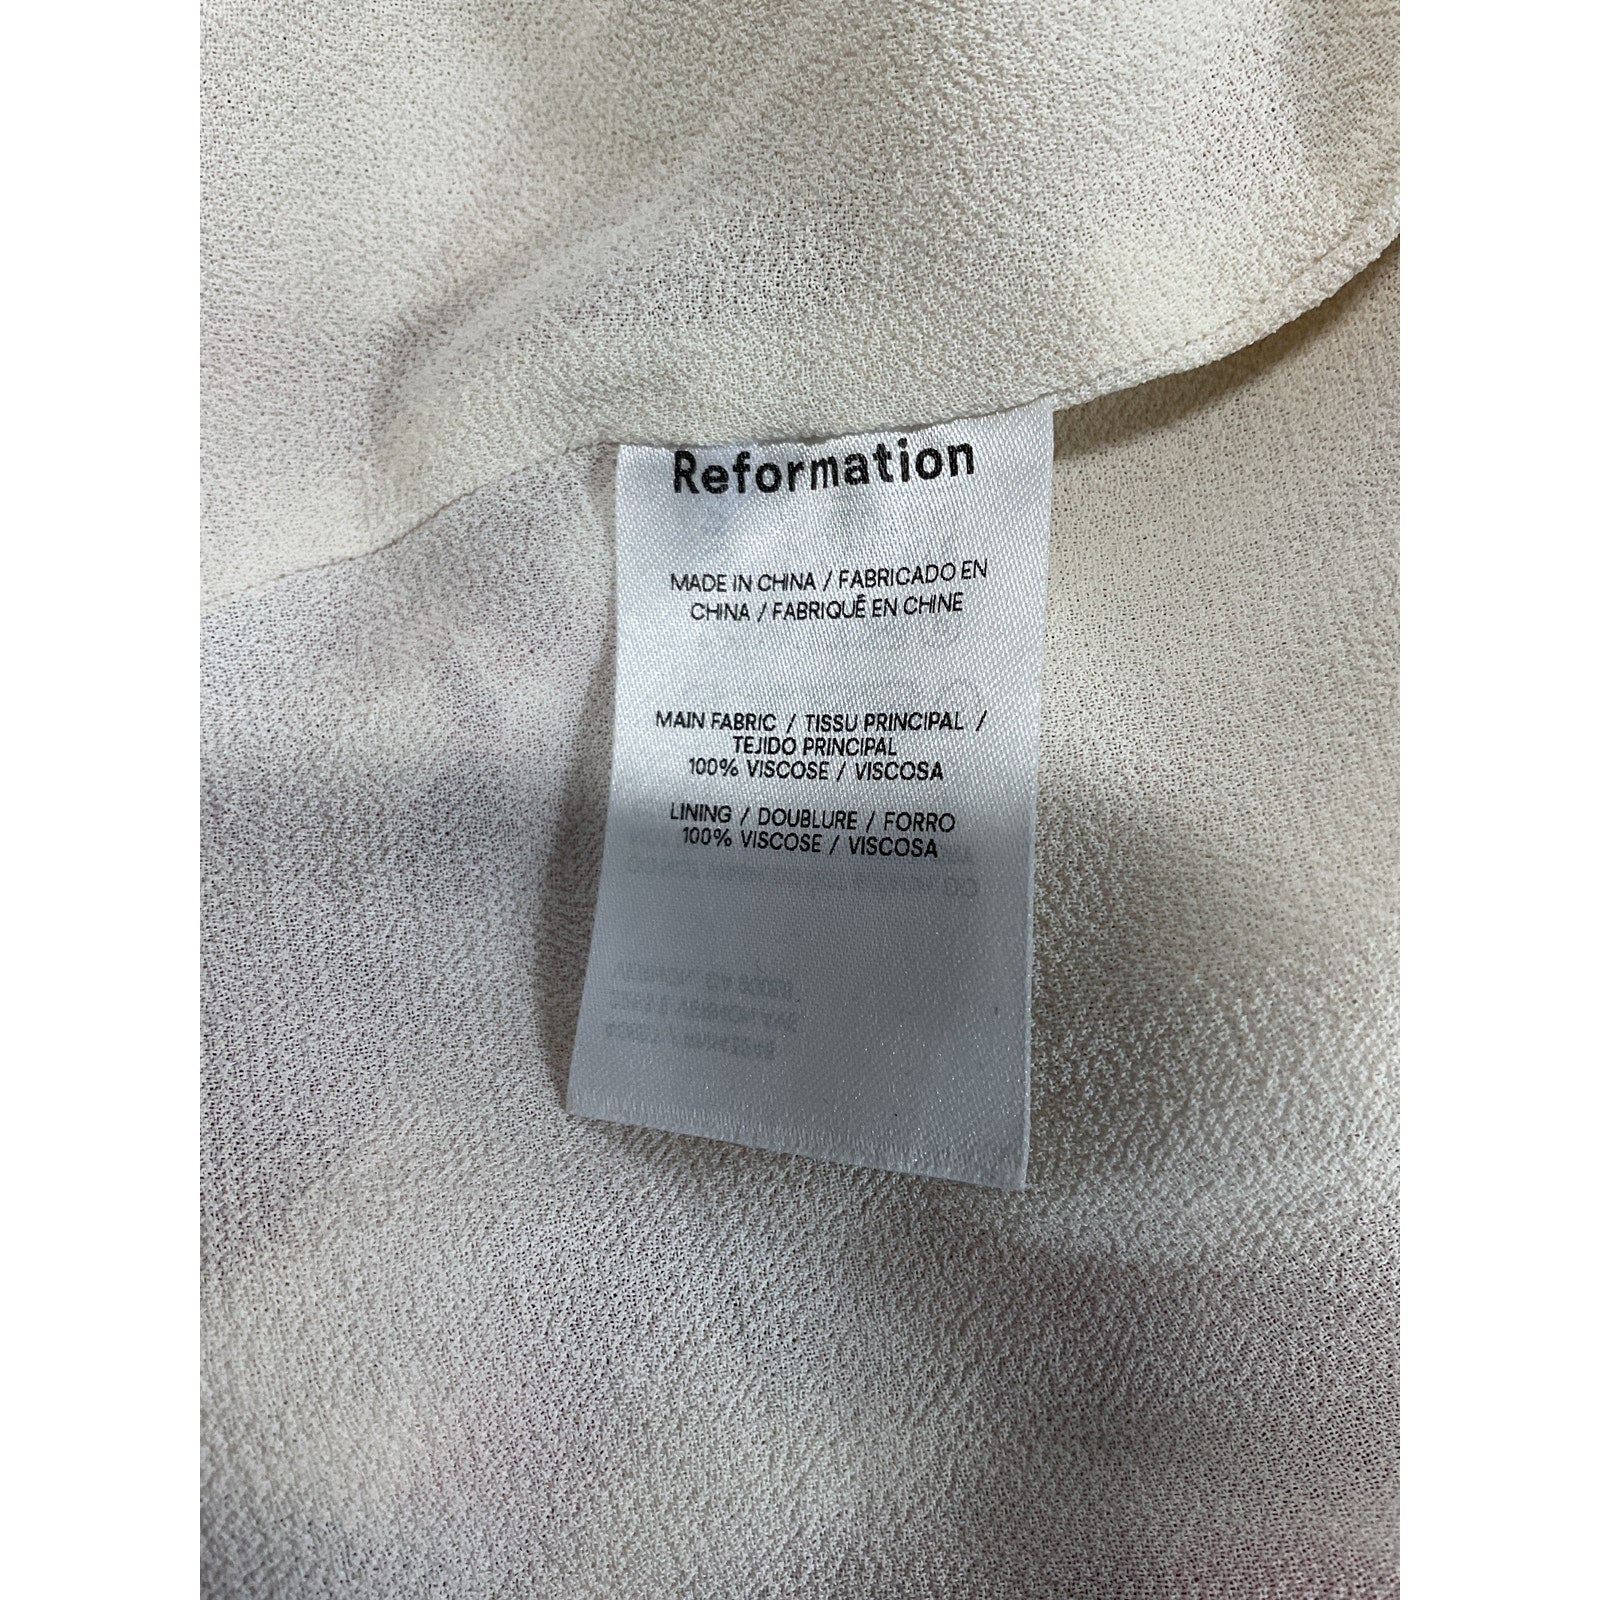 Reformation
MADE IN CHINA / FABRICADO EN
CHINA / FABRIQUÉ EN CHINE
MAIN FABRIC / TISSU PRINCIPAL /
TEJIDO PRINCIPAL
100% VISCOSE / VISCOSA
LINING / DOUBLURE / FORRO
100% VISCOSE / VISCOSA